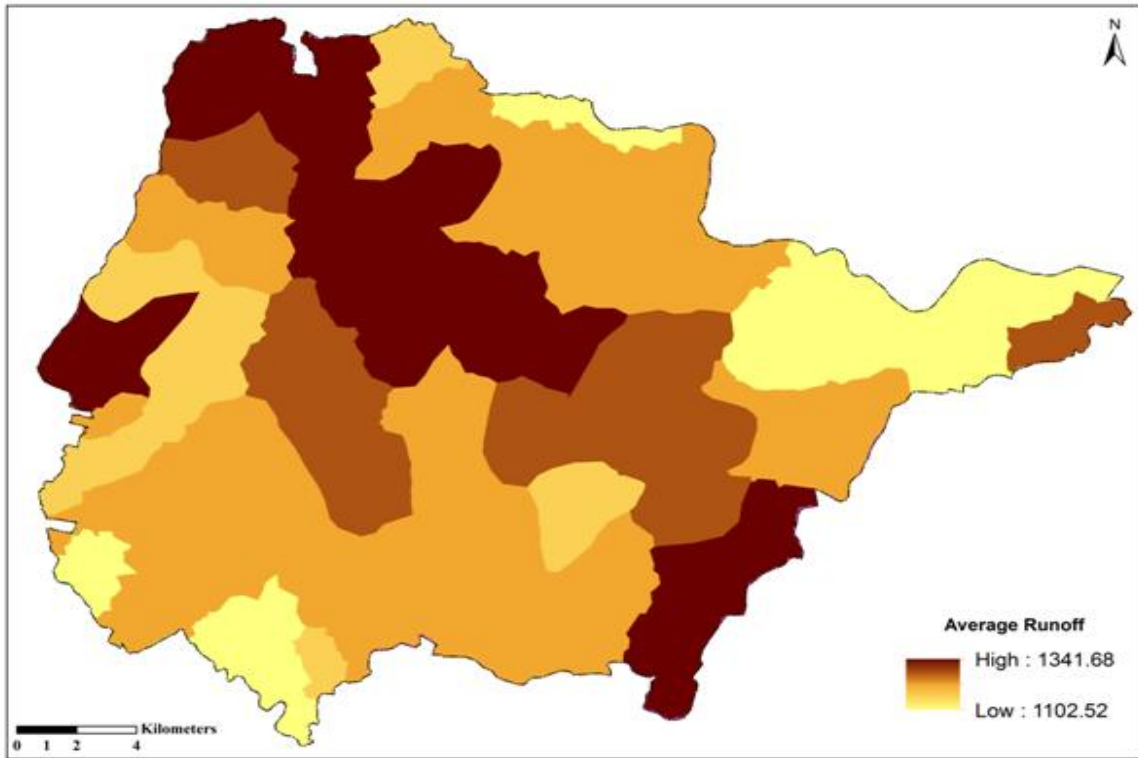 N
Average Runoff
High : 1341.68
Low : 1102.52
Kilometers
0 1 2 4